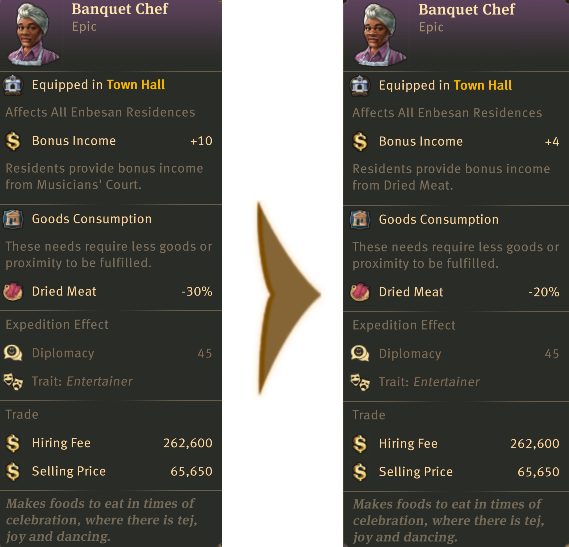 Banquet Chef
Epic
Equipped in Town Hall
Affects All Enbesan Residences
Bonus Income +10
Residents provide bonus income
from Musicians' Court.
Goods Consumption
These needs require less goods or
proximity to be fulfilled.
Dried Meat -30%
Expedition Effect
Diplomacy 45
Trait: Entertainer
Trade
Hiring Fee 262,600
Selling Price 65,650
Makes foods to eat in times of
celebration, where there is tej,
joy and dancing.
Banquet Chef
Epic
Equipped in Town Hall
Affects All Enbesan Residences
Bonus Income +4
Residents provide bonus income
from Dried Meat.
Goods Consumption
These needs require less goods or
proximity to be fulfilled.
Dried Meat -20%
Expedition Effect
Diplomacy 45
Trait: Entertainer
Trade
Hiring Fee 262,600
Selling Price 65,650
Makes foods to eat in times of
celebration, where there is tej,
joy and dancing.